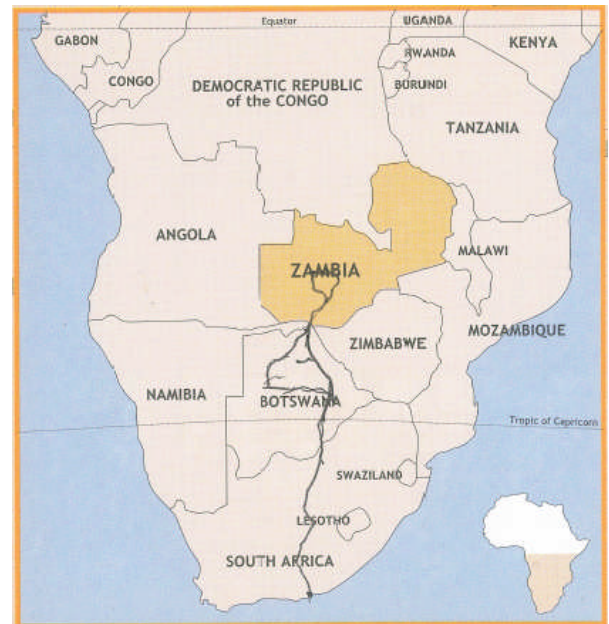 Equator
UGANDA
GABON
KENYA
RWANDA
CONGO
DEMOCRATIC REPUBLIC
of the CONGO
BURUNDI
TANZANIA
ANGOLA
MALAWI
ZAMBIA
MOZAMBIQUE
ZIMBABWE
NAMIBIA
BOTSWANA
Tropic of Capricorn
SWAZILAND
LESOTHO
SOUTH AFRICA